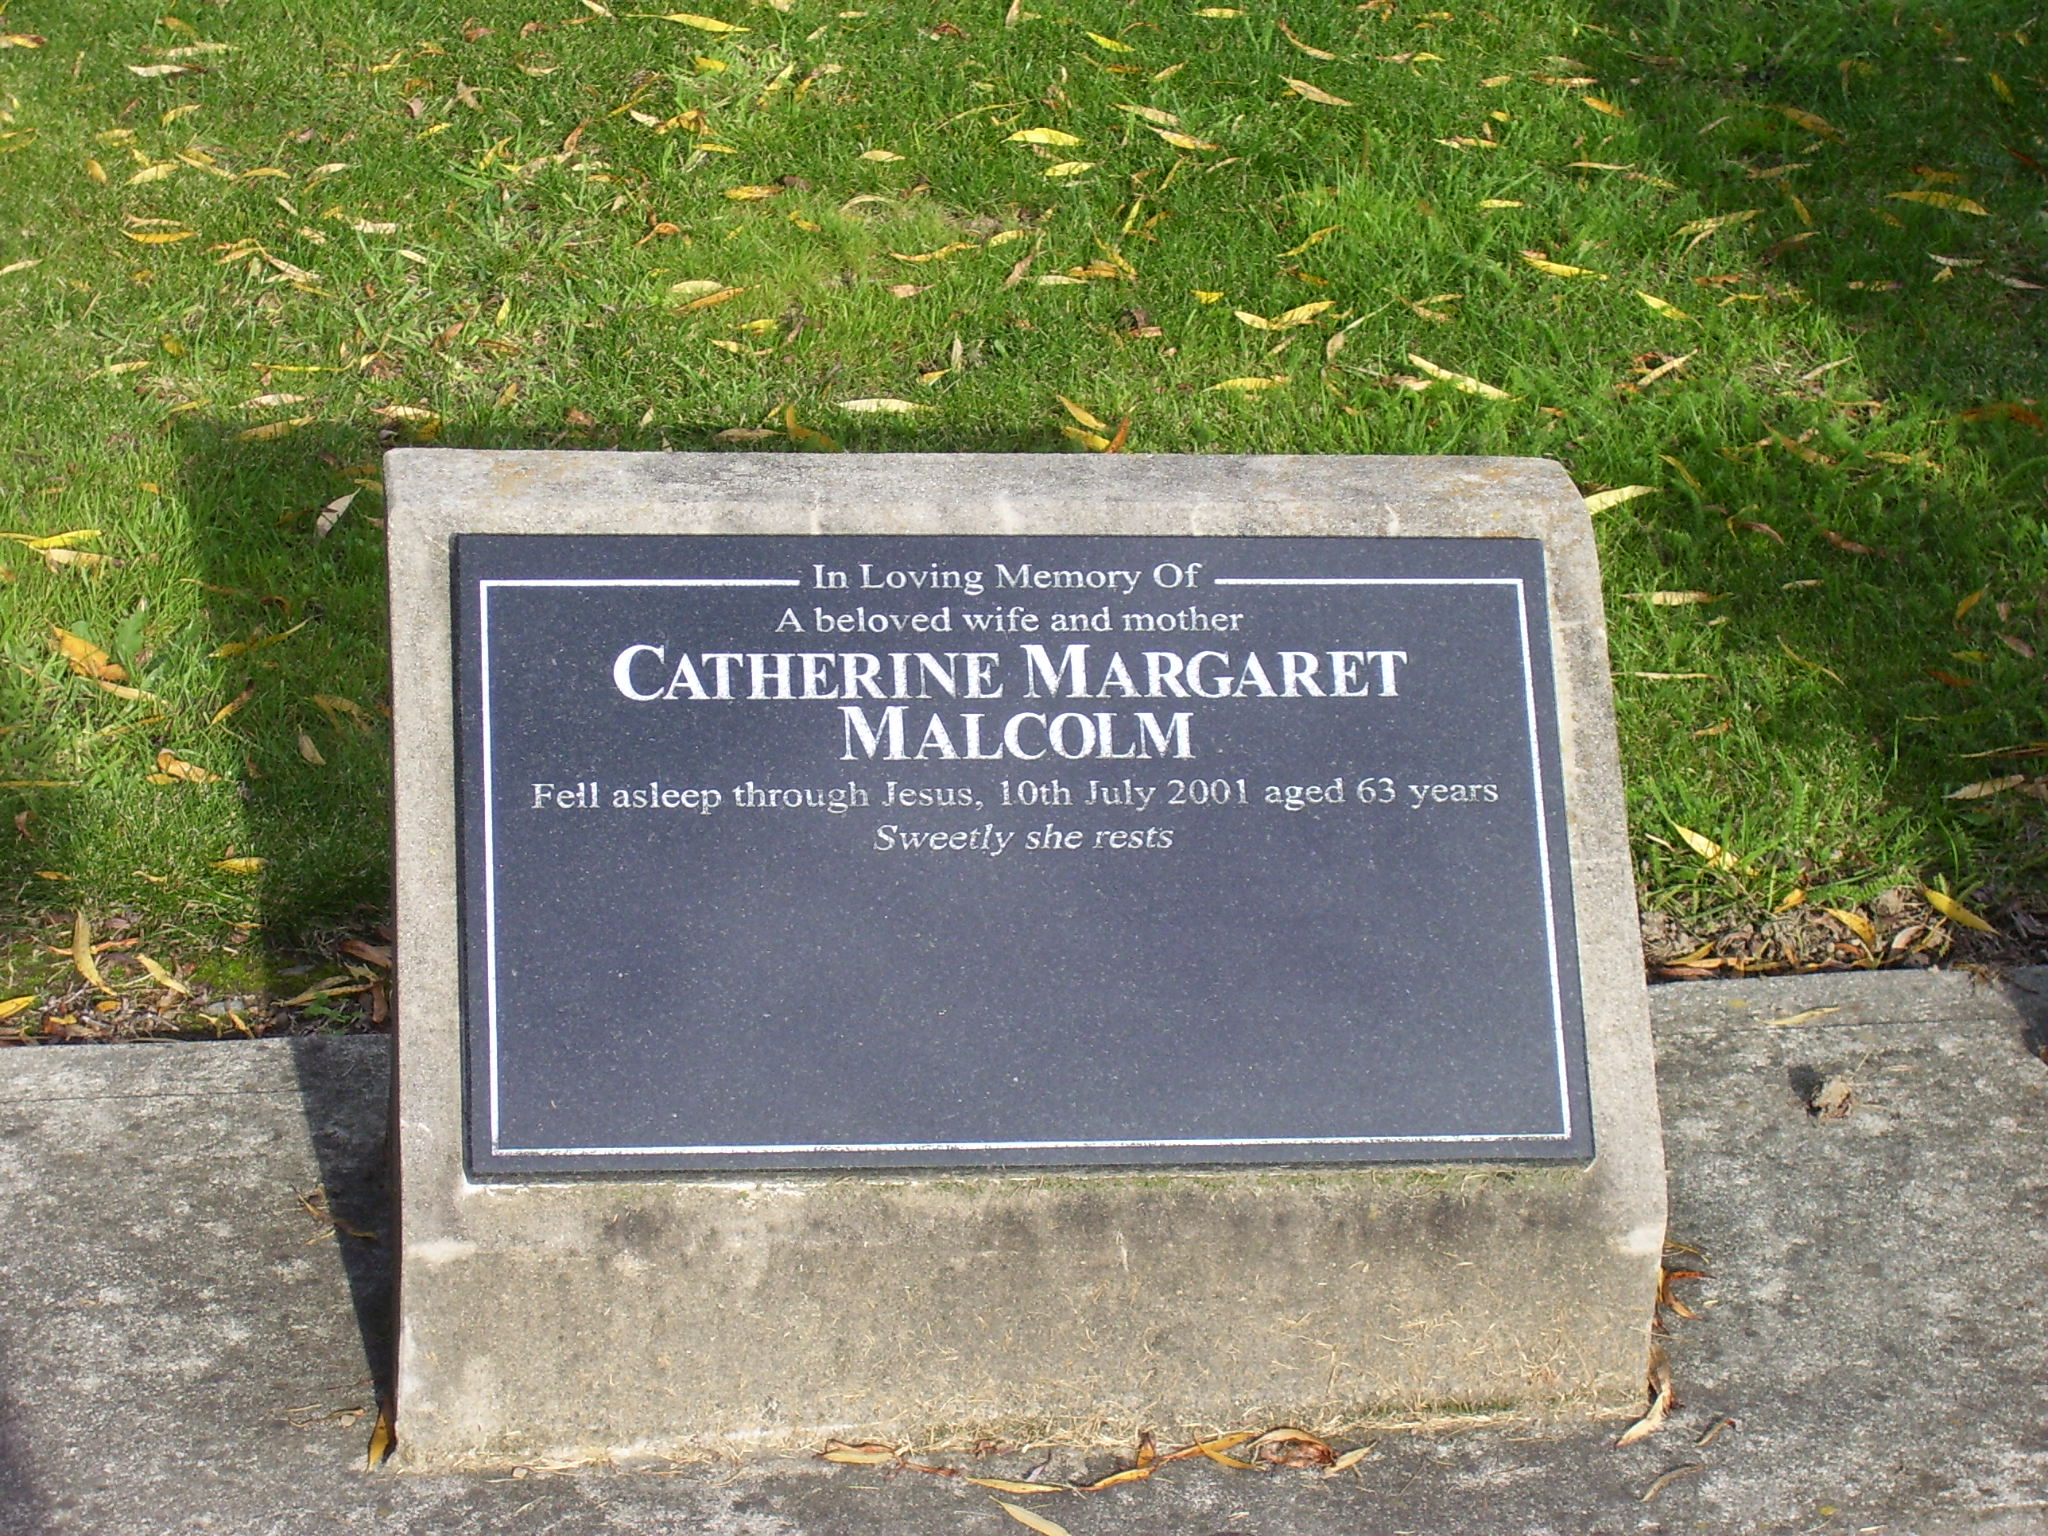 In Loving Memory Of
A beloved wife and mother
CATHERINE MARGARET
MALCOLM
Fell asleep through Jesus, 10th July 2001 aged 63 years
Sweetly she rests